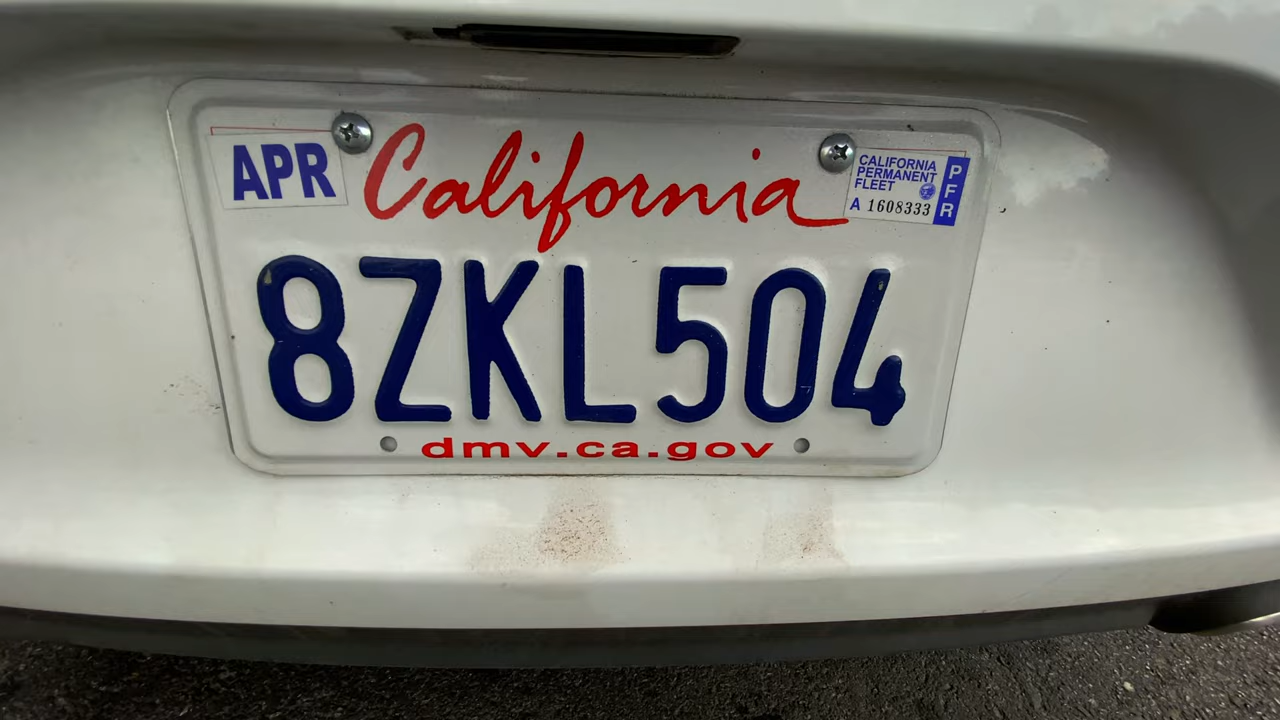 APR
California
CALIFORNIA
PERMANENT
FLEET
A 1608333
PFR
8ZKL504
dmv.ca.gov